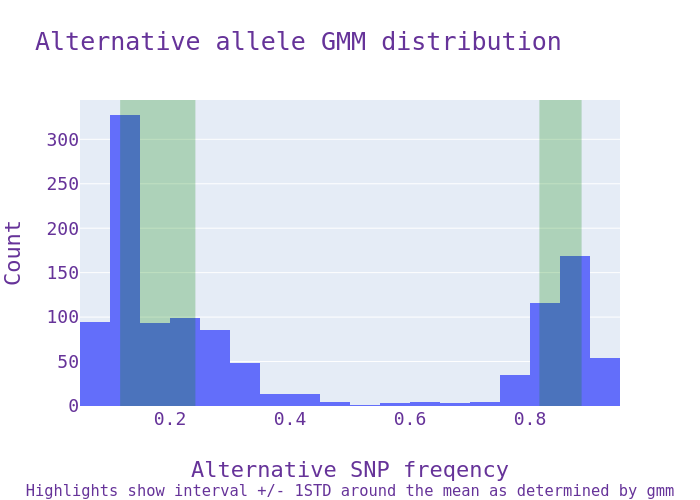 Alternative allele GMM distribution
300
250
200
150
100
50
0
Count
0.2 0.4 0.6 0.8
Alternative SNP freqency
Highlights show interval +/- 1STD around the mean as determined by gmm